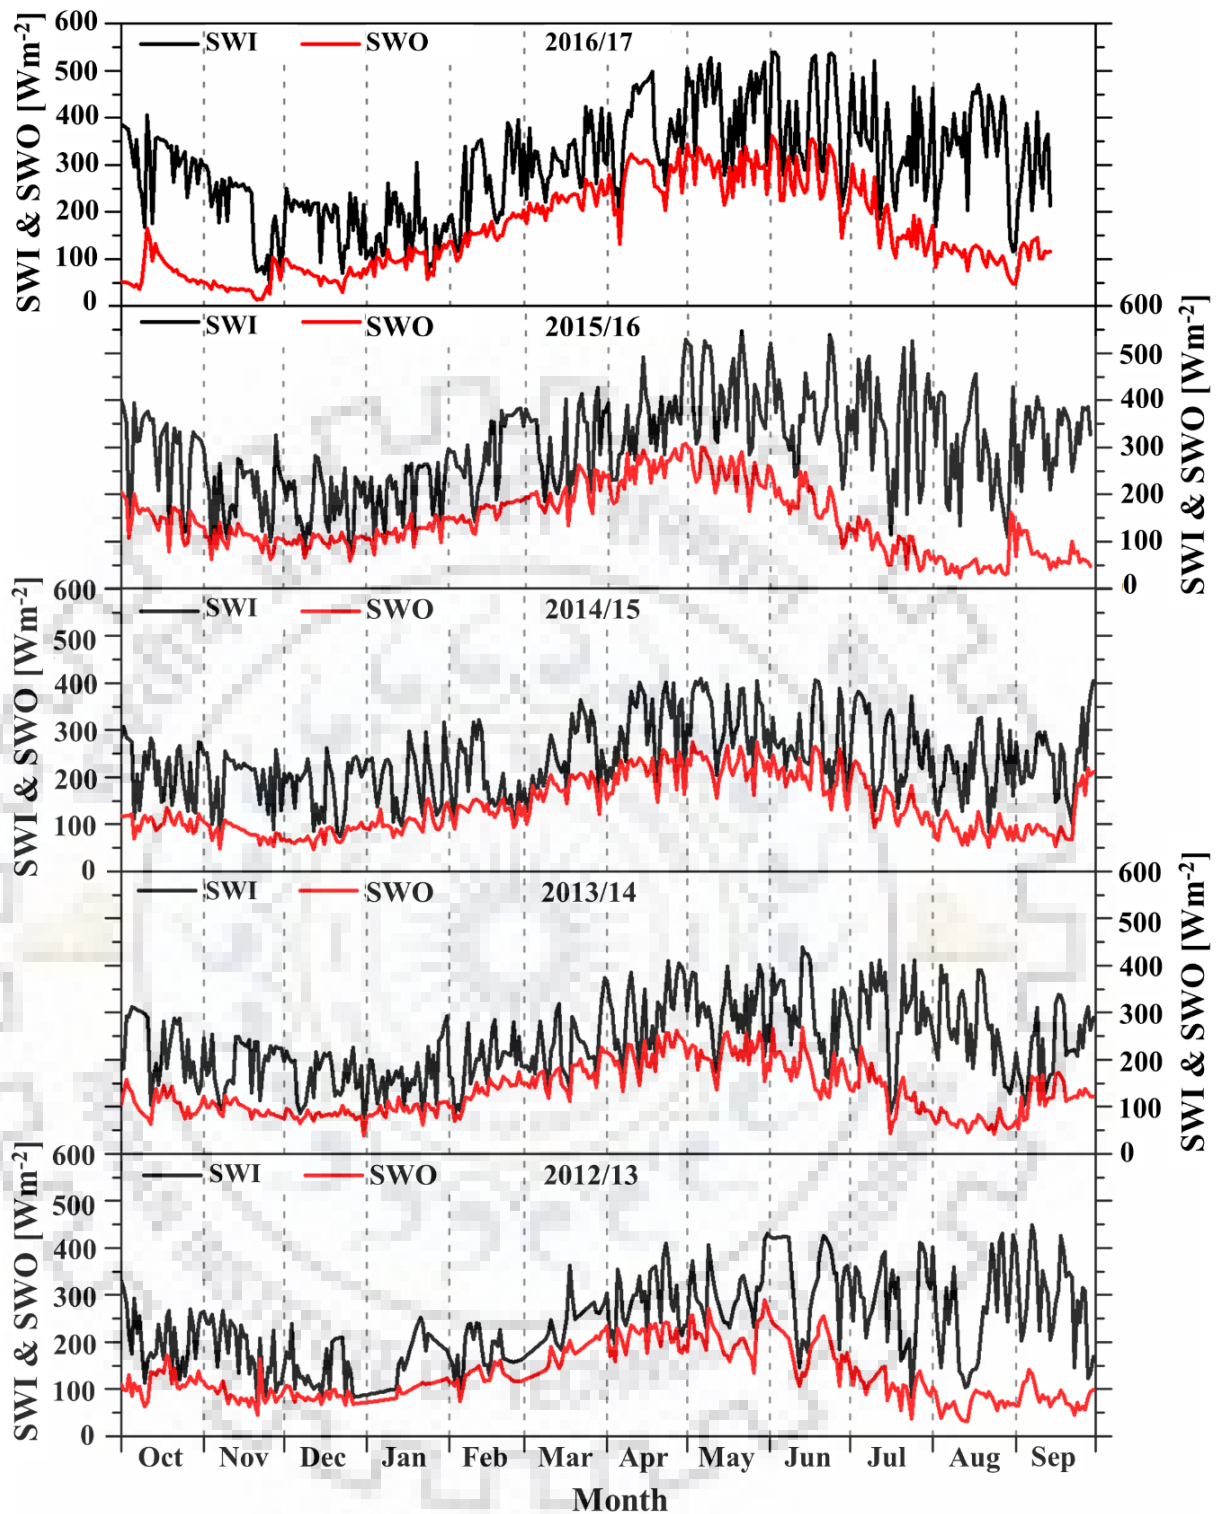 SWI SWO 2016/17
SWI & SWO [Wm-2]
600
500
400
300
200
100
0
SWI SWO 2015/16
SWI & SWO [Wm-2]
600
500
400
300
200
100
0
SWI SWO 2014/15
SWI & SWO [Wm-2]
600
500
400
300
200
100
0
SWI SWO 2013/14
SWI & SWO [Wm-2]
600
500
400
300
200
100
0
SWI SWO 2012/13
SWI & SWO [Wm-2]
600
500
400
300
200
100
0
Oct Nov Dec Jan Feb Mar Apr May Jun Jul Aug Sep
Month